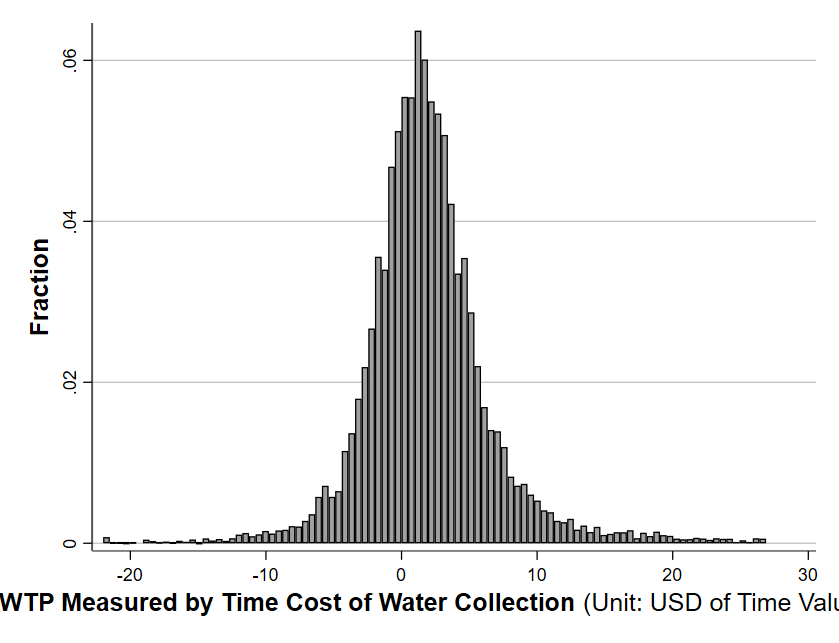 .06
.04
.02
0
Fraction
-20 -10 0 10 20 30
WTP Measured by Time Cost of Water Collection (Unit: USD of Time Valu